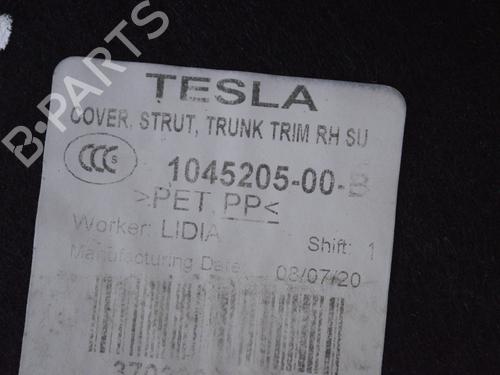 B-PARTS
TESLA
COVER, STRUT, TRUNK TRIM RH SU
CCC S 1045205-00-B
>PET PP<
Worker: LIDIA Shift: 1
Manufacturing Date: 08/07/20